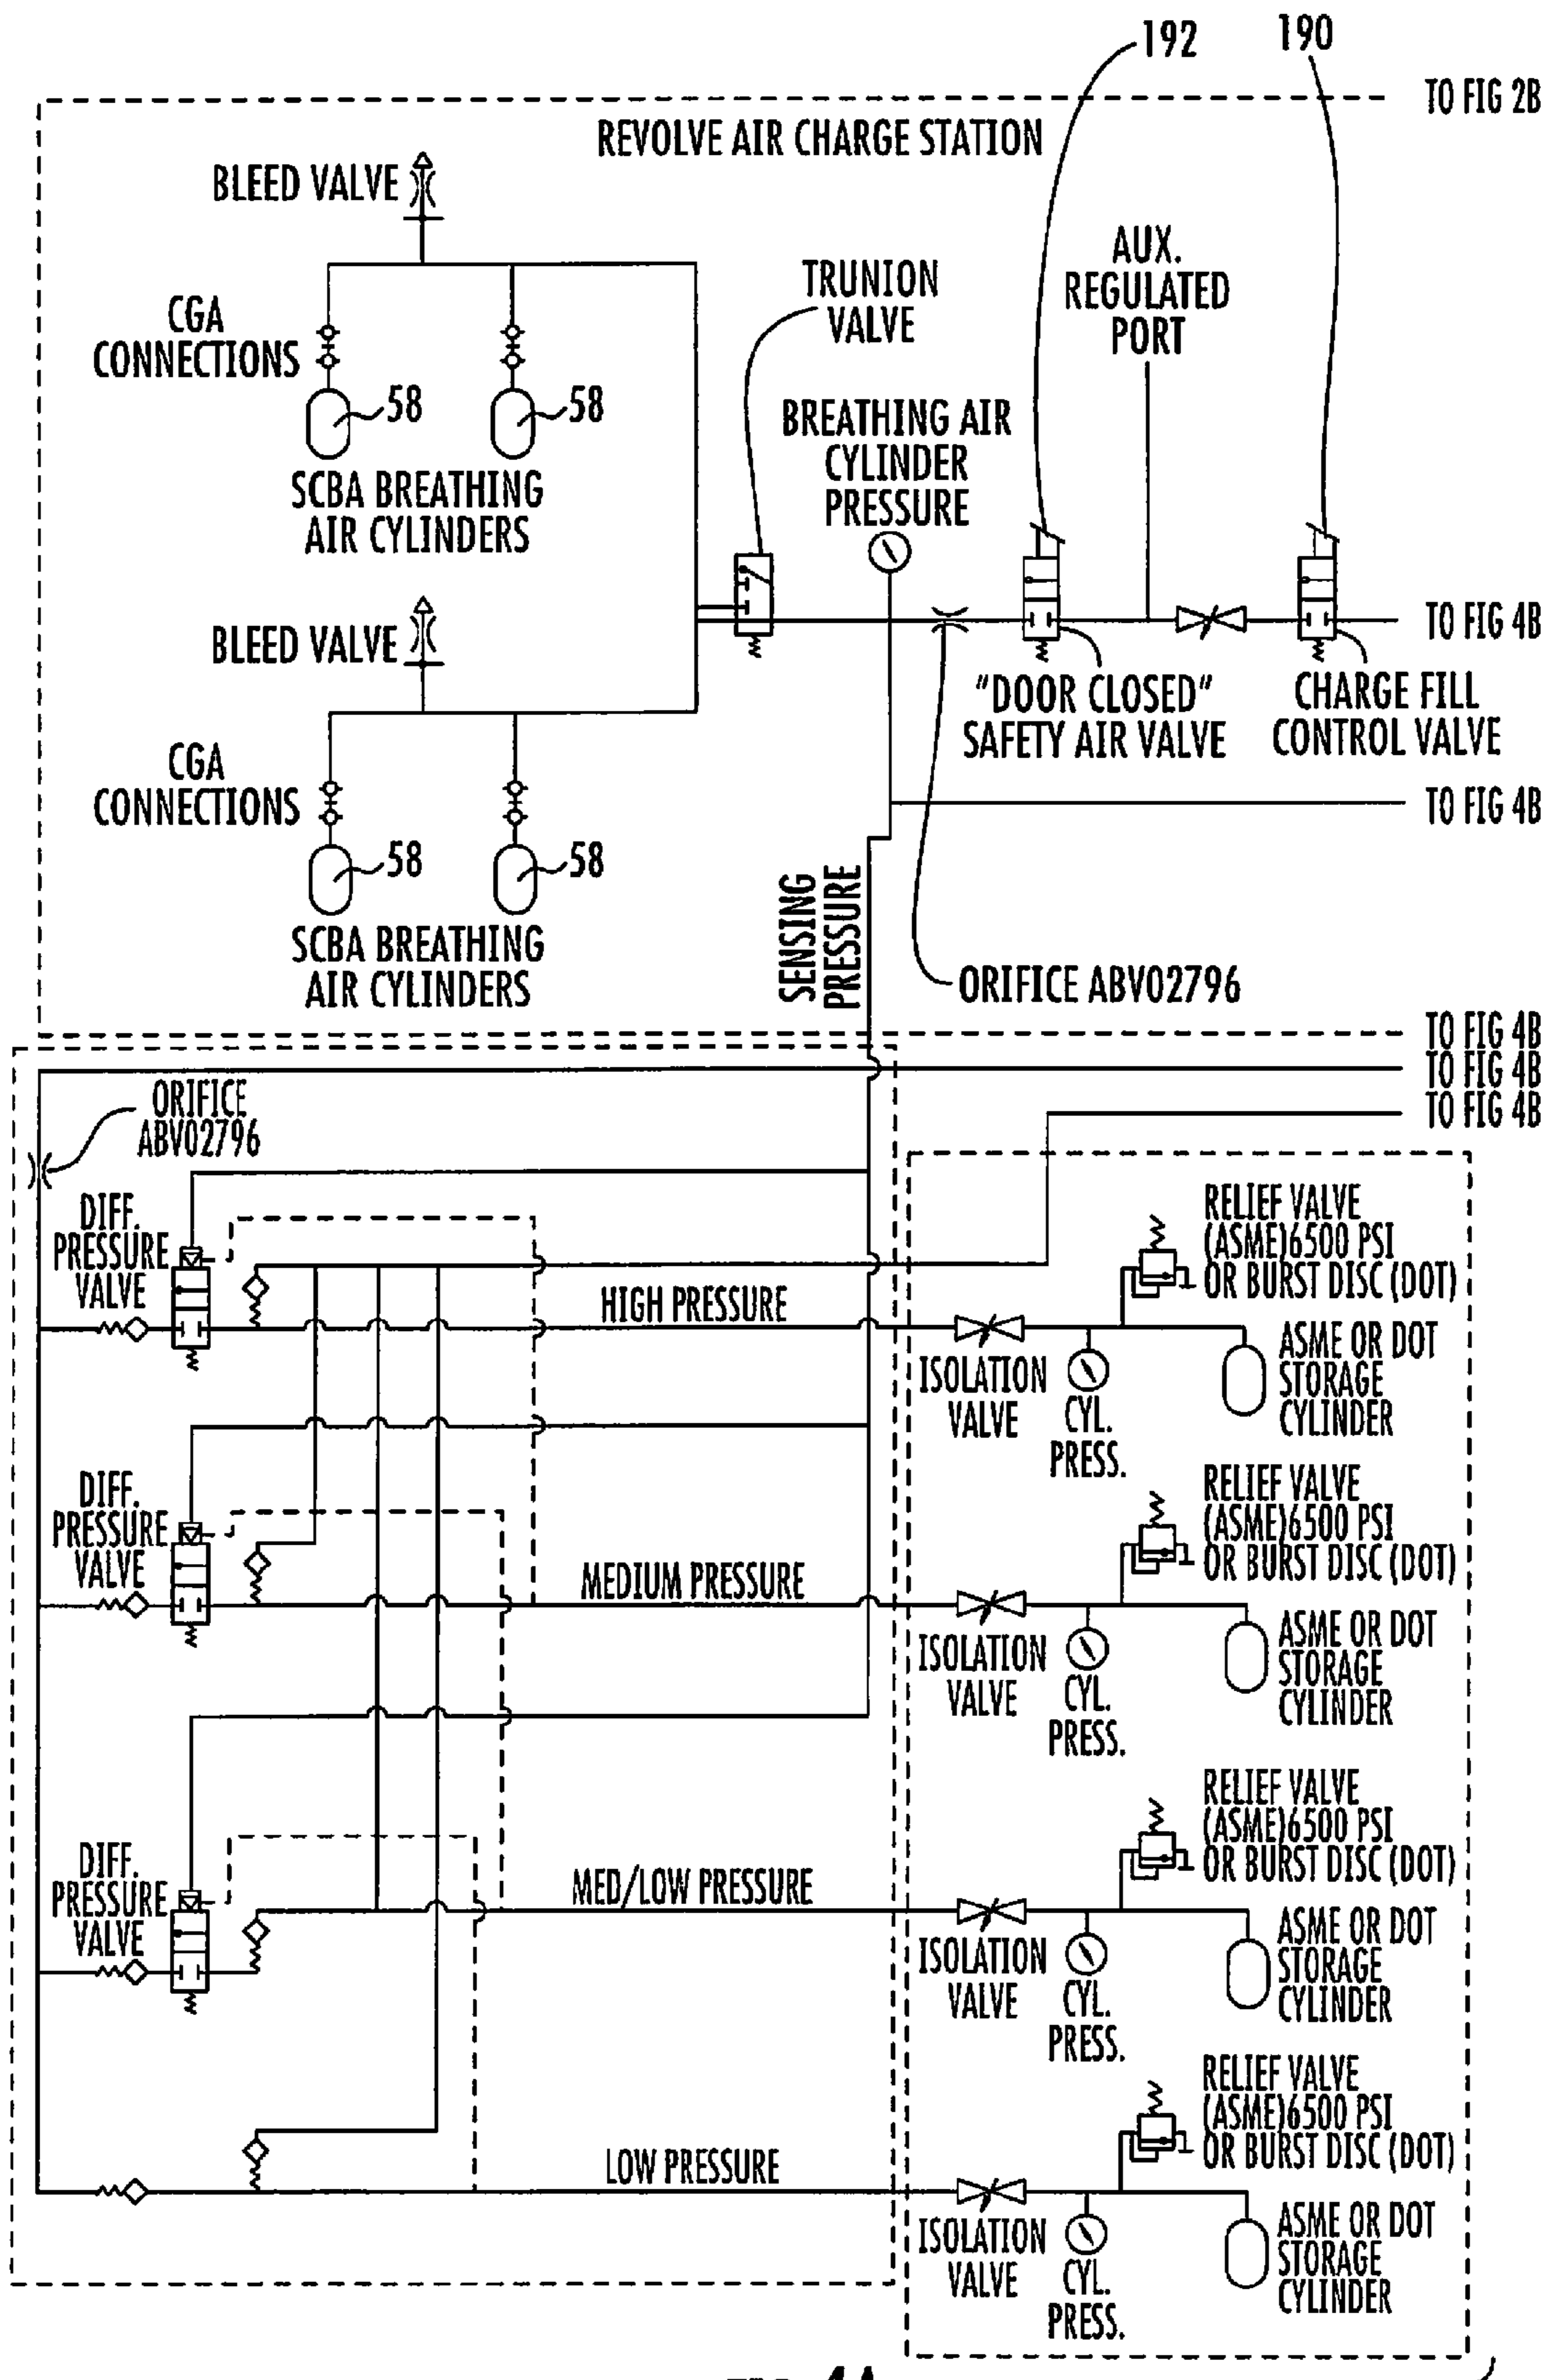 192
190
TO FIG 2B
REVOLVE AIR CHARGE STATION
BLEED VALVE
CGA
CONNECTIONS
58
58
SCBA BREATHING
AIR CYLINDERS
TRUNION
VALVE
AUX.
REGULATED
PORT
BREATHING AIR
CYLINDER
PRESSURE
BLEED VALVE
TO FIG 4B
"DOOR CLOSED"
SAFETY AIR VALVE
CHARGE FILL
CONTROL VALVE
CGA
CONNECTIONS
58
58
SCBA BREATHING
AIR CYLINDERS
TO FIG 4B
SENSING
PRESSURE
ORIFICE ABV02796
TO FIG 4B
TO FIG 4B
TO FIG 4B
ORIFICE
ABV02796
DIFF.
PRESSURE
VALVE
HIGH PRESSURE
RELIEF VALVE
(ASME)6500 PSI
OR BURST DISC (DOT)
ISOLATION
VALVE
CYL.
PRESS.
ASME OR DOT
STORAGE
CYLINDER
DIFF.
PRESSURE
VALVE
MEDIUM PRESSURE
RELIEF VALVE
(ASME)6500 PSI
OR BURST DISC (DOT)
ISOLATION
VALVE
CYL.
PRESS.
ASME OR DOT
STORAGE
CYLINDER
DIFF.
PRESSURE
VALVE
MED/LOW PRESSURE
RELIEF VALVE
(ASME)6500 PSI
OR BURST DISC (DOT)
ISOLATION
VALVE
CYL.
PRESS.
ASME OR DOT
STORAGE
CYLINDER
LOW PRESSURE
RELIEF VALVE
(ASME)6500 PSI
OR BURST DISC (DOT)
ISOLATION
VALVE
CYL.
PRESS.
ASME OR DOT
STORAGE
CYLINDER